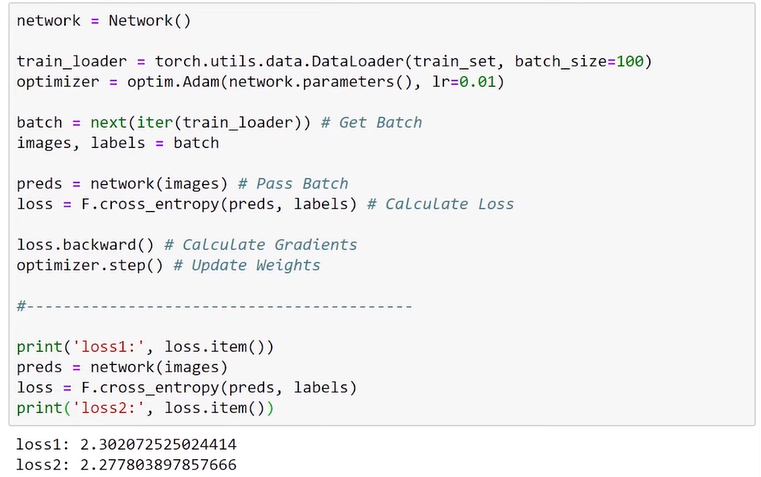 network = Network()
train_loader = torch.utils.data.DataLoader(train_set, batch_size=100)
optimizer = optim.Adam(network.parameters(), lr=0.01)
batch = next(iter(train_loader)) # Get Batch
images, labels = batch
preds = network(images) # Pass Batch
loss = F.cross_entropy(preds, labels) # Calculate Loss
loss.backward() # Calculate Gradients
optimizer.step() # Update Weights
#------------------------------------------
print('loss1:', loss.item())
preds = network(images)
loss = F.cross_entropy(preds, labels)
print('loss2:', loss.item())
loss1: 2.302072525024414
loss2: 2.277803897857666